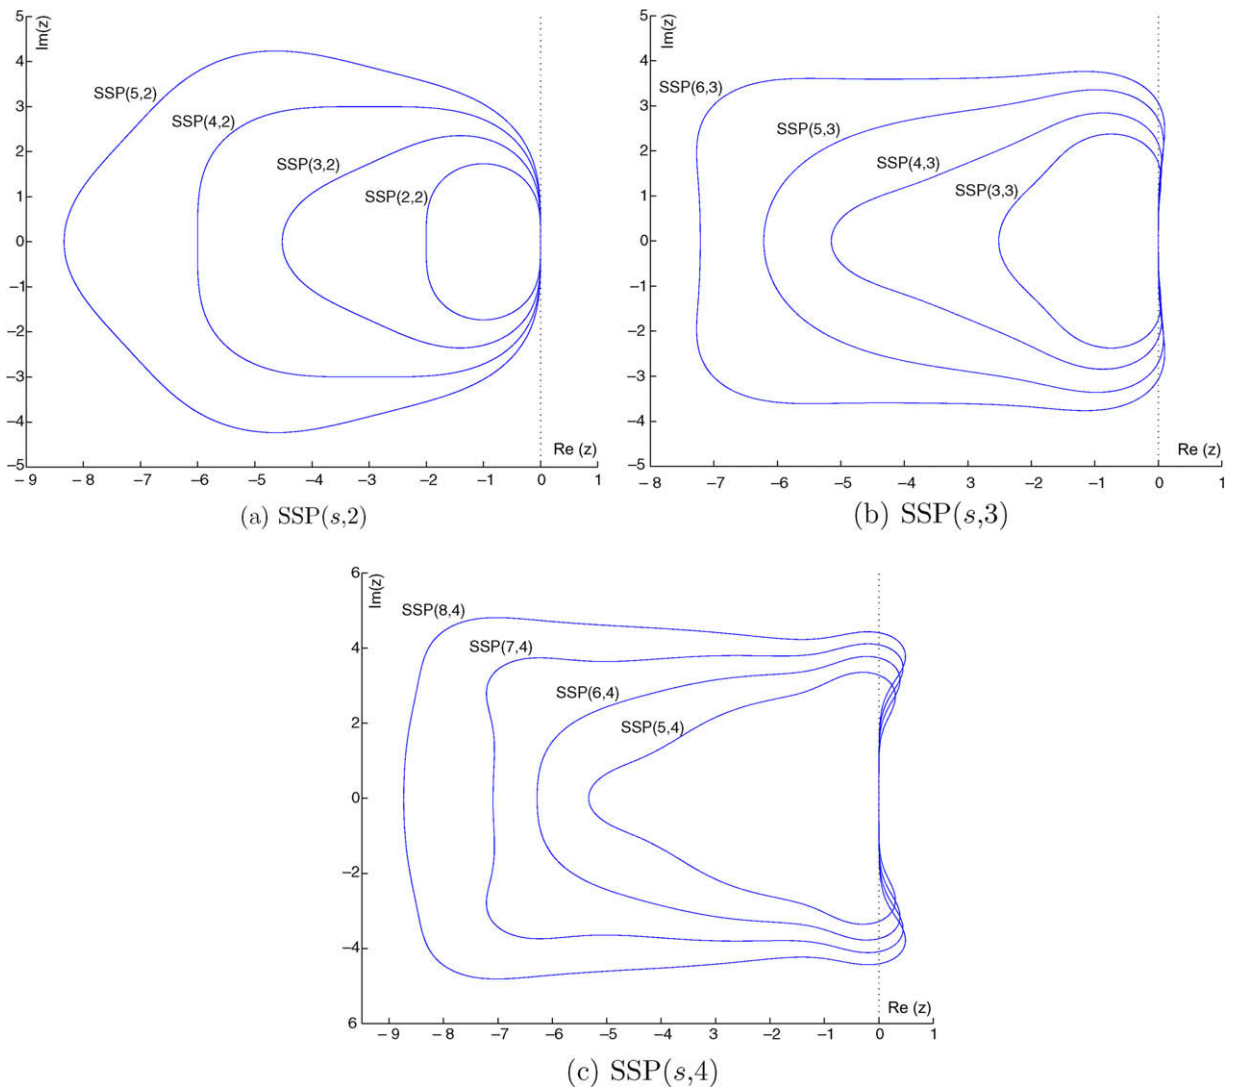 5
4
3
2
1
0
−1
−2
−3
−4
−5
Im(z)
SSP(5,2)
SSP(4,2)
SSP(3,2)
SSP(2,2)
Re (z)
−9 −8 −7 −6 −5 −4 −3 −2 −1 0 1
(a) SSP(s,2)
5
4
3
2
1
0
−1
−2
−3
−4
−5
Im(z)
SSP(6,3)
SSP(5,3)
SSP(4,3)
SSP(3,3)
Re (z)
−8 −7 −6 −5 −4 −3 −2 −1 0 1
(b) SSP(s,3)
6
4
2
0
−2
−4
6
Im(z)
SSP(8,4)
SSP(7,4)
SSP(6,4)
SSP(5,4)
Re (z)
−9 −8 −7 −6 −5 −4 3 −2 −1 0 1
(c) SSP(s,4)